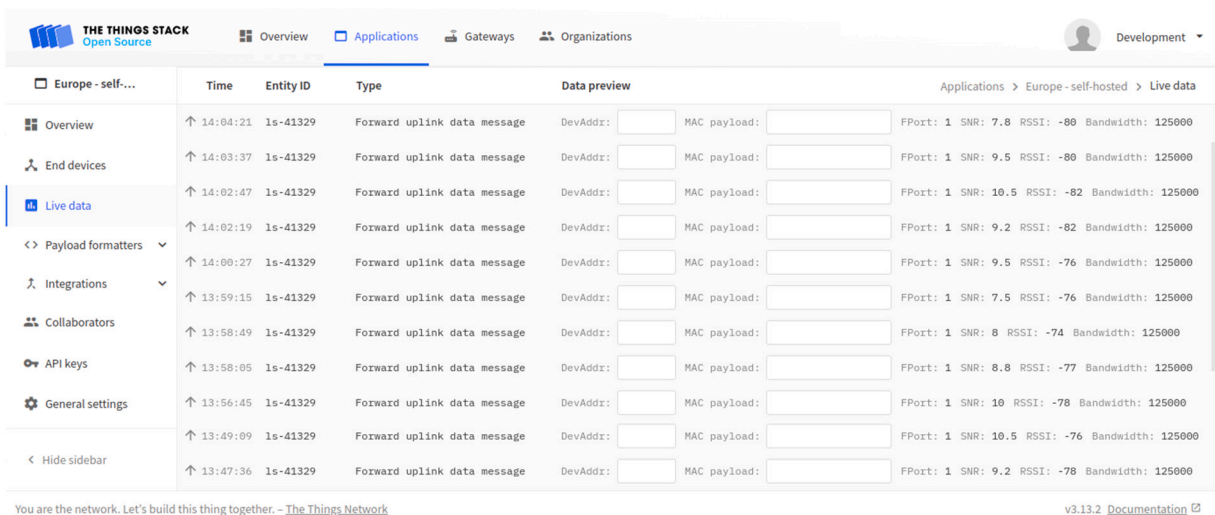 THE THINGS STACK
Open Source
Overview
Applications
Gateways
Organizations
Development
Europe - self-...
Time Entity ID Type Data preview
Applications > Europe - self-hosted > Live data
Overview
End devices
Live data
Payload formatters
Integrations
Collaborators
API keys
General settings
Hide sidebar
14:04:21 ls-41329 Forward uplink data message DevAddr: MAC payload: FPort: 1 SNR: 7.8 RSSI: -80 Bandwidth: 125000
14:03:37 ls-41329 Forward uplink data message DevAddr: MAC payload: FPort: 1 SNR: 9.5 RSSI: -80 Bandwidth: 125000
14:02:47 ls-41329 Forward uplink data message DevAddr: MAC payload: FPort: 1 SNR: 10.5 RSSI: -82 Bandwidth: 125000
14:02:19 ls-41329 Forward uplink data message DevAddr: MAC payload: FPort: 1 SNR: 9.2 RSSI: -82 Bandwidth: 125000
14:00:27 ls-41329 Forward uplink data message DevAddr: MAC payload: FPort: 1 SNR: 9.5 RSSI: -76 Bandwidth: 125000
13:59:15 ls-41329 Forward uplink data message DevAddr: MAC payload: FPort: 1 SNR: 7.5 RSSI: -76 Bandwidth: 125000
13:58:49 ls-41329 Forward uplink data message DevAddr: MAC payload: FPort: 1 SNR: 8 RSSI: -74 Bandwidth: 125000
13:58:05 ls-41329 Forward uplink data message DevAddr: MAC payload: FPort: 1 SNR: 8.8 RSSI: -77 Bandwidth: 125000
13:56:45 ls-41329 Forward uplink data message DevAddr: MAC payload: FPort: 1 SNR: 10 RSSI: -78 Bandwidth: 125000
13:49:09 ls-41329 Forward uplink data message DevAddr: MAC payload: FPort: 1 SNR: 10.5 RSSI: -76 Bandwidth: 125000
13:47:36 ls-41329 Forward uplink data message DevAddr: MAC payload: FPort: 1 SNR: 9.2 RSSI: -78 Bandwidth: 125000
You are the network. Let's build this thing together. – The Things Network
v3.13.2 Documentation